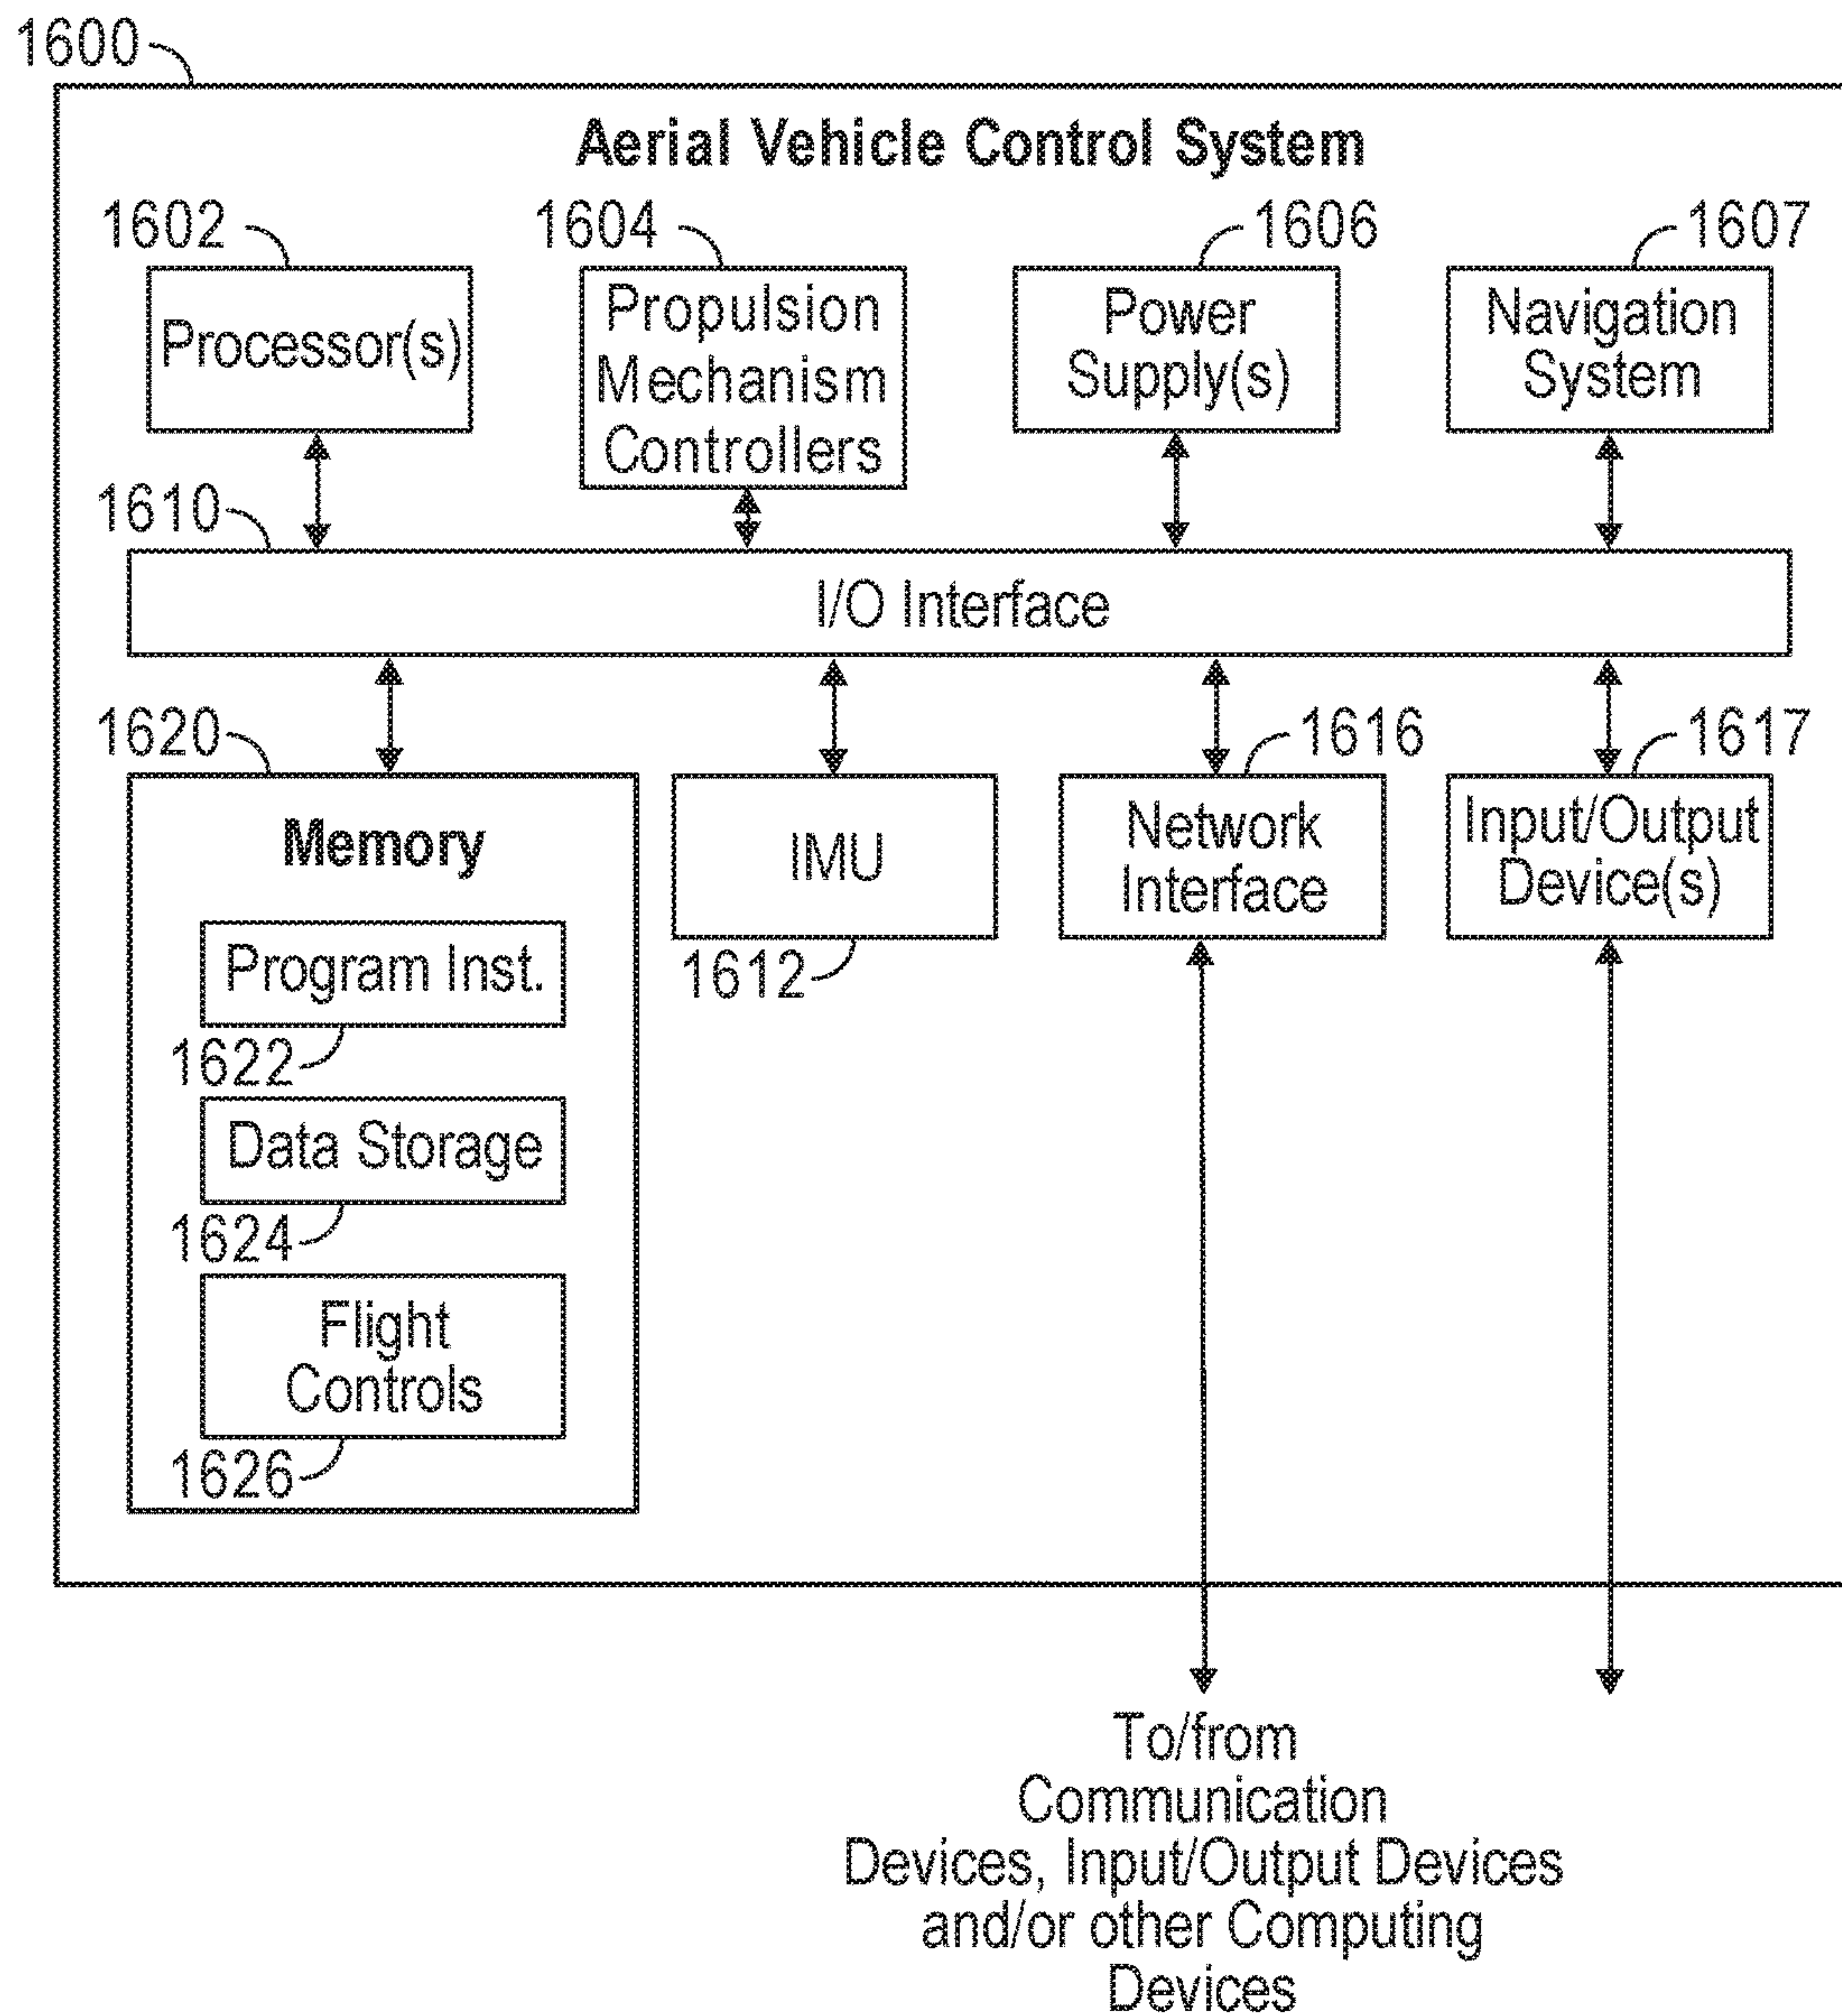 1600
Aerial Vehicle Control System
1602
1604
1606
1607
Processor(s)
Propulsion
Mechanism
Controllers
Power
Supply(s)
Navigation
System
1610
I/O Interface
1620
1616
1617
Memory
IMU
Network
Interface
Input/Output
Device(s)
1612
Program Inst.
1622
Data Storage
1624
Flight
Controls
1626
To/from
Communication
Devices, Input/Output Devices
and/or other Computing
Devices